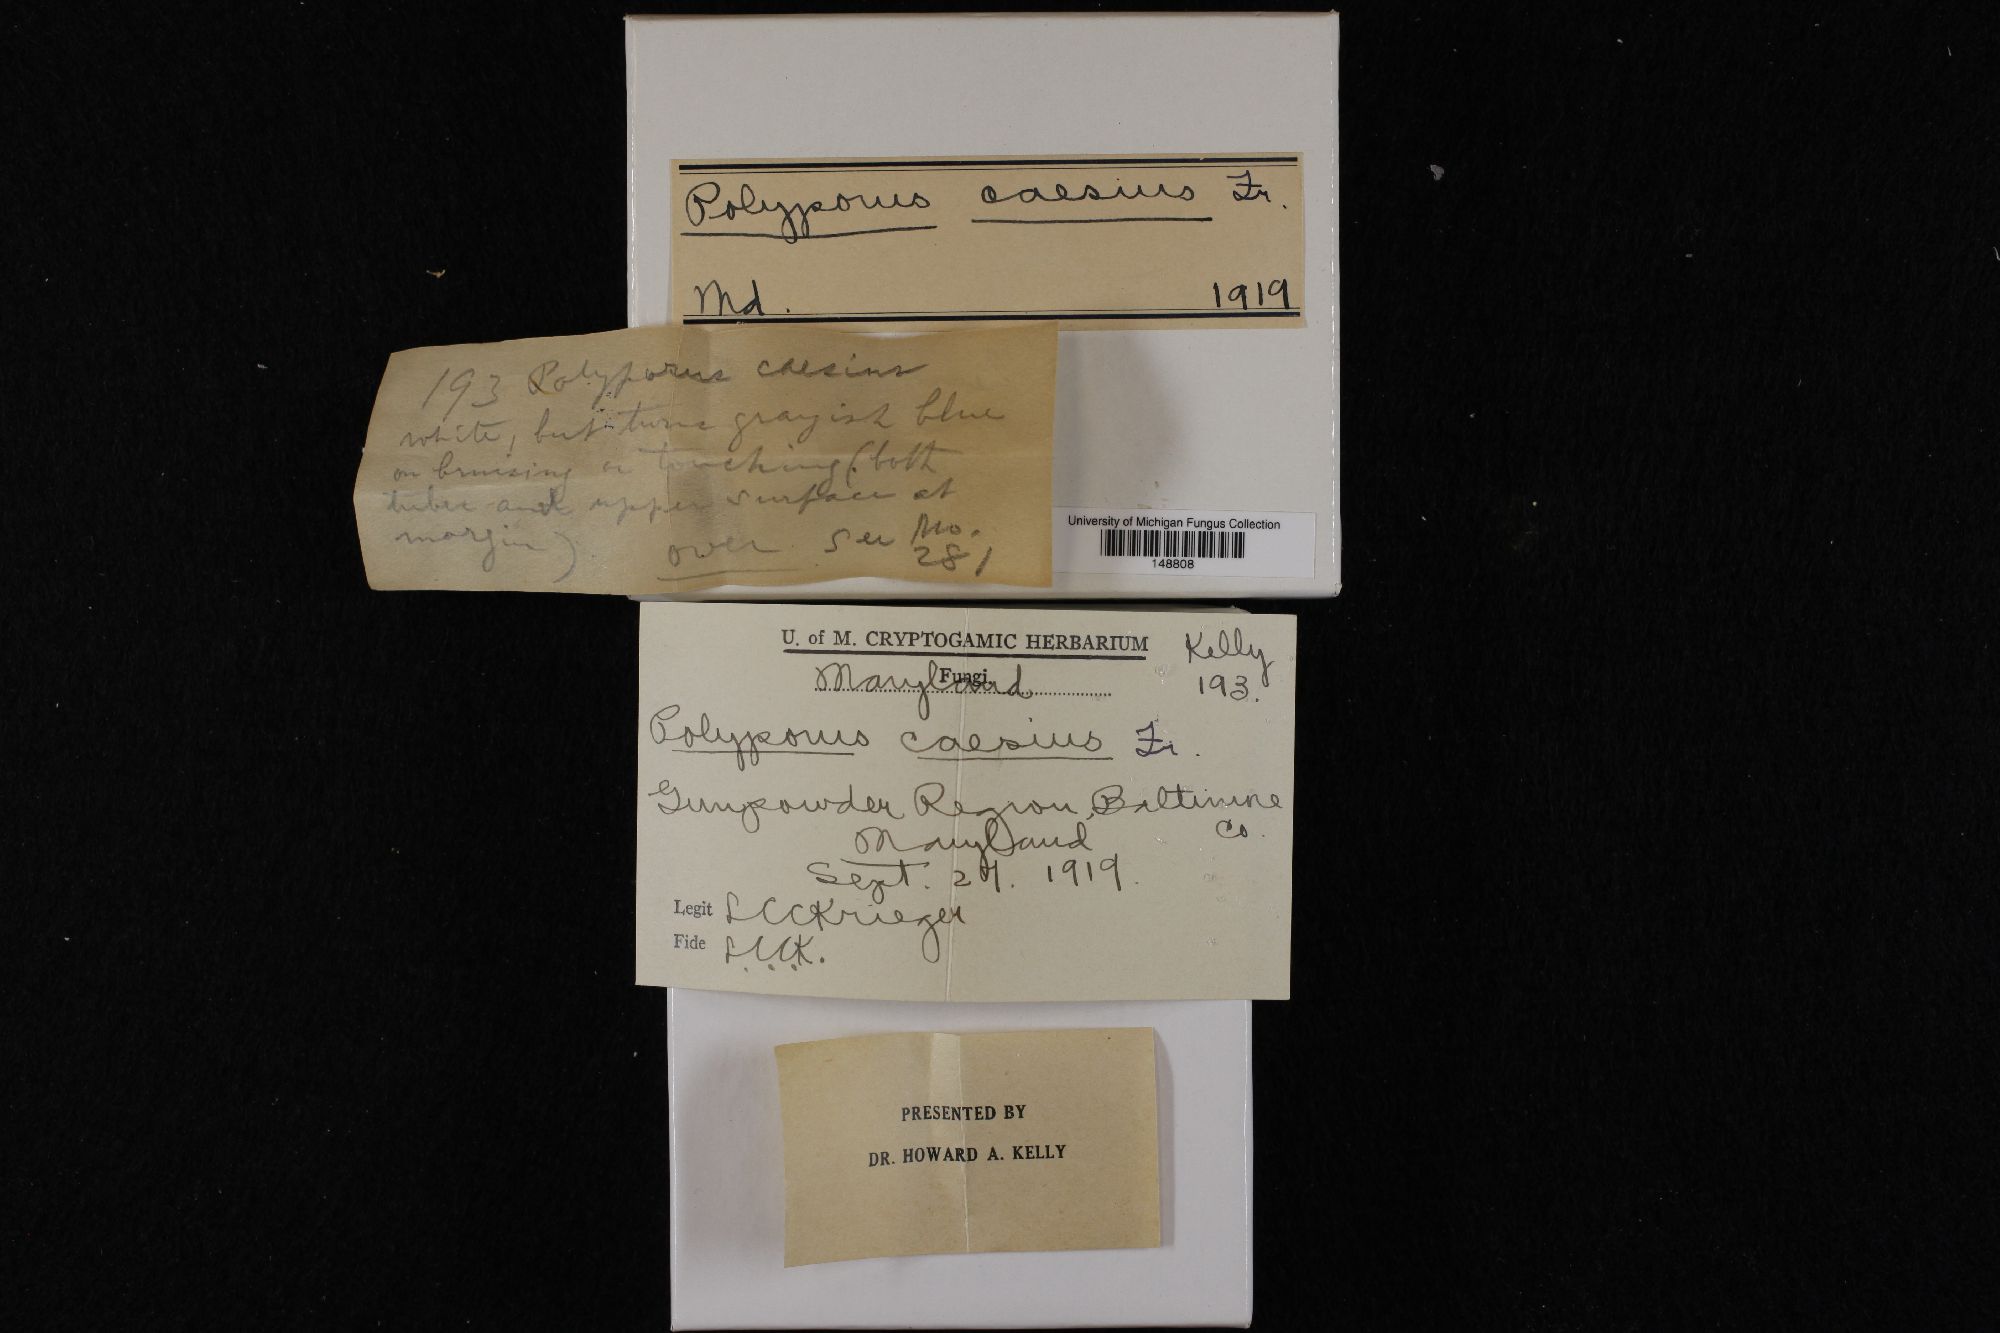 Polyporus caesius Fr.
Md. 1919
193 Polyporus caesius
white, but turns grayish blue
on bruising or touching (both
tubes and upper surface at
margin)
over see No.
281
University of Michigan Fungus Collection
148808
U. of M. CRYPTOGAMIC HERBARIUM
Kelly
193.
Fungi.
Maryland
Polyporus caesius Fr.
Gunpowder Region, Baltimore
Co.
Maryland
Sept. 27. 1919.
Legit LCCKrieger
Fide L.C.C.K.
PRESENTED BY
DR. HOWARD A. KELLY